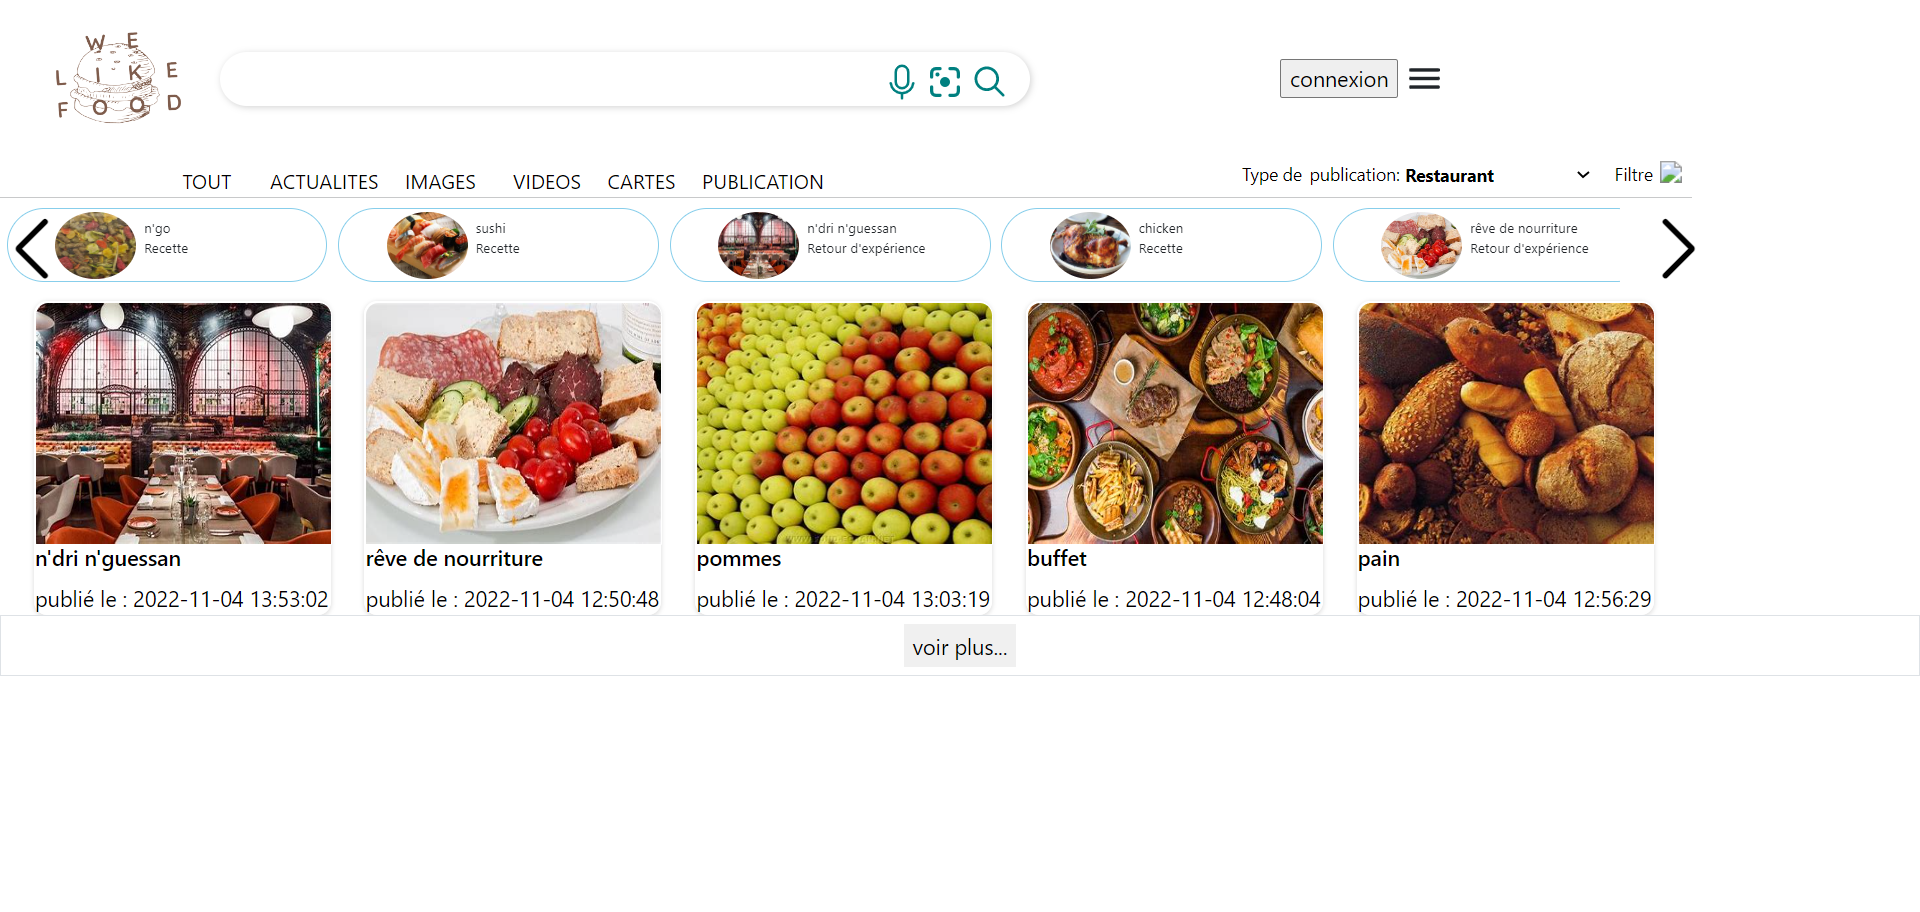 W E
L I K E
F O O D
connexion
TOUT ACTUALITES IMAGES VIDEOS CARTES PUBLICATION
Type de publication: Restaurant Filtre
n'go
Recette
sushi
Recette
n'dri n'guessan
Retour d'expérience
chicken
Recette
rêve de nourriture
Retour d'expérience
n'dri n'guessan
publié le : 2022-11-04 13:53:02
rêve de nourriture
publié le : 2022-11-04 12:50:48
pommes
publié le : 2022-11-04 13:03:19
buffet
publié le : 2022-11-04 12:48:04
pain
publié le : 2022-11-04 12:56:29
voir plus...